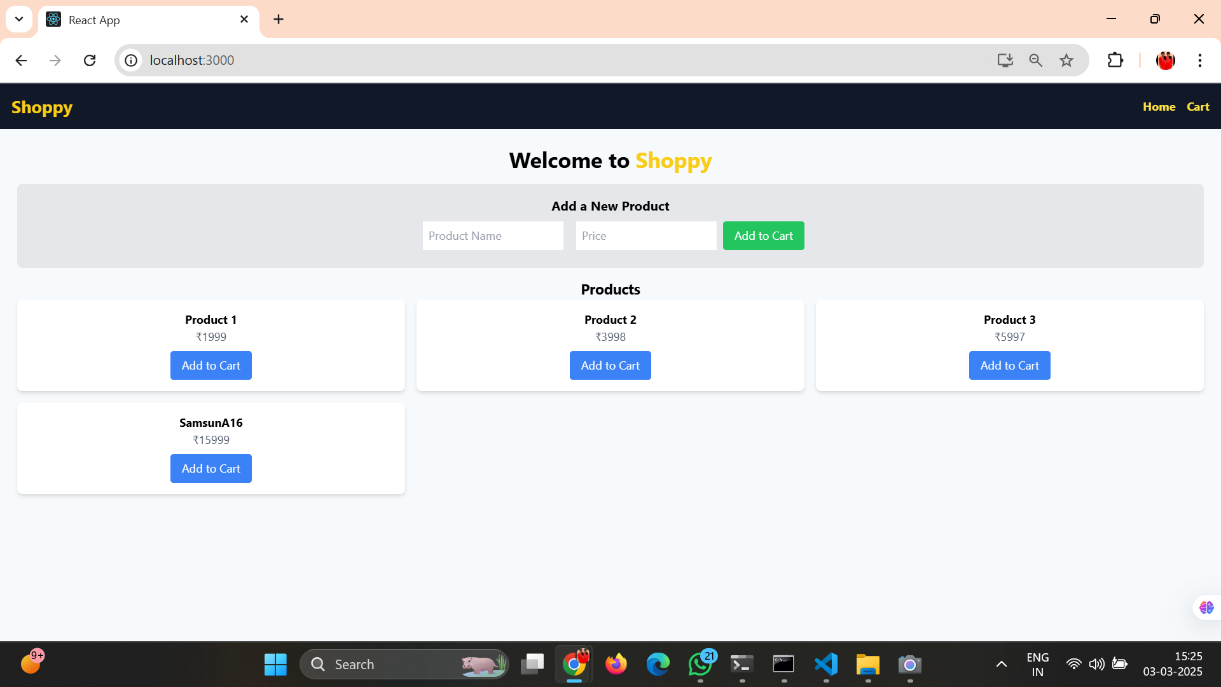 React App
localhost:3000
Shoppy
Home Cart
Welcome to Shoppy
Add a New Product
Product Name Price Add to Cart
Products
Product 1 Product 2 Product 3
₹1999 ₹3998 ₹5997
Add to Cart Add to Cart Add to Cart
SamsunA16
₹15999
Add to Cart
9+
Search
21
ENG
IN
15:25
03-03-2025